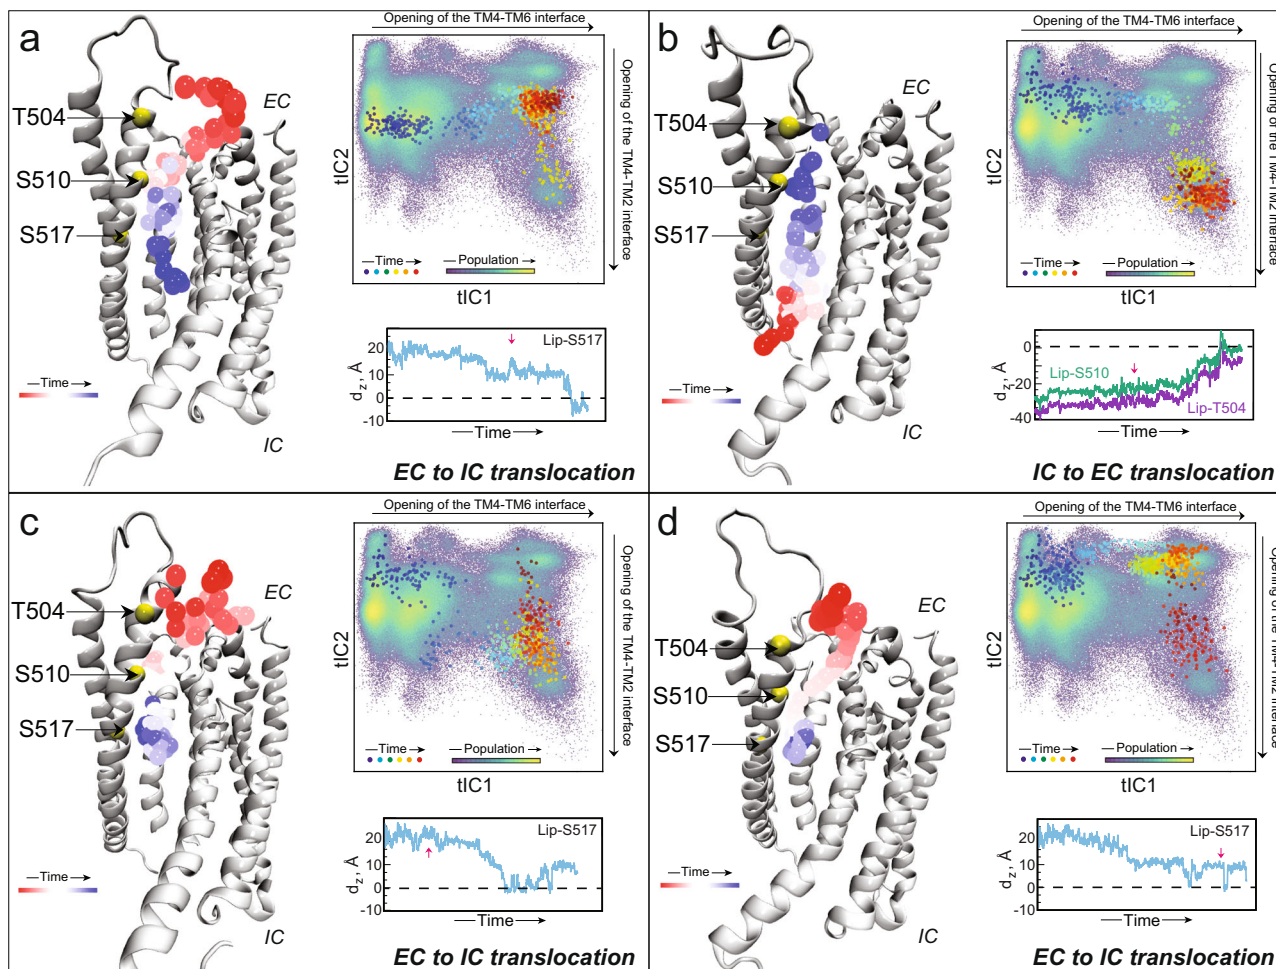 a
T504
S510
S517
EC
IC
—Time→
Opening of the TM4-TM6 interface
Opening of the TM4-TM2 interface
tIC2
—Time→
—Population→
tIC1
Lip-S517
20
10
0
-10
d_z, Å
—Time→
EC to IC translocation
b
T504
S510
S517
EC
IC
—Time→
Opening of the TM4-TM6 interface
Opening of the TM4-TM2 interface
tIC2
—Time→
—Population→
tIC1
0
-20
-40
d_z, Å
Lip-S510
Lip-T504
—Time→
IC to EC translocation
c
T504
S510
S517
EC
IC
—Time→
Opening of the TM4-TM6 interface
Opening of the TM4-TM2 interface
tIC2
—Time→
—Population→
tIC1
Lip-S517
20
10
0
-10
d_z, Å
—Time→
EC to IC translocation
d
T504
S510
S517
EC
IC
—Time→
Opening of the TM4-TM6 interface
Opening of the TM4-TM2 interface
tIC2
—Time→
—Population→
tIC1
Lip-S517
20
10
0
-10
d_z, Å
—Time→
EC to IC translocation